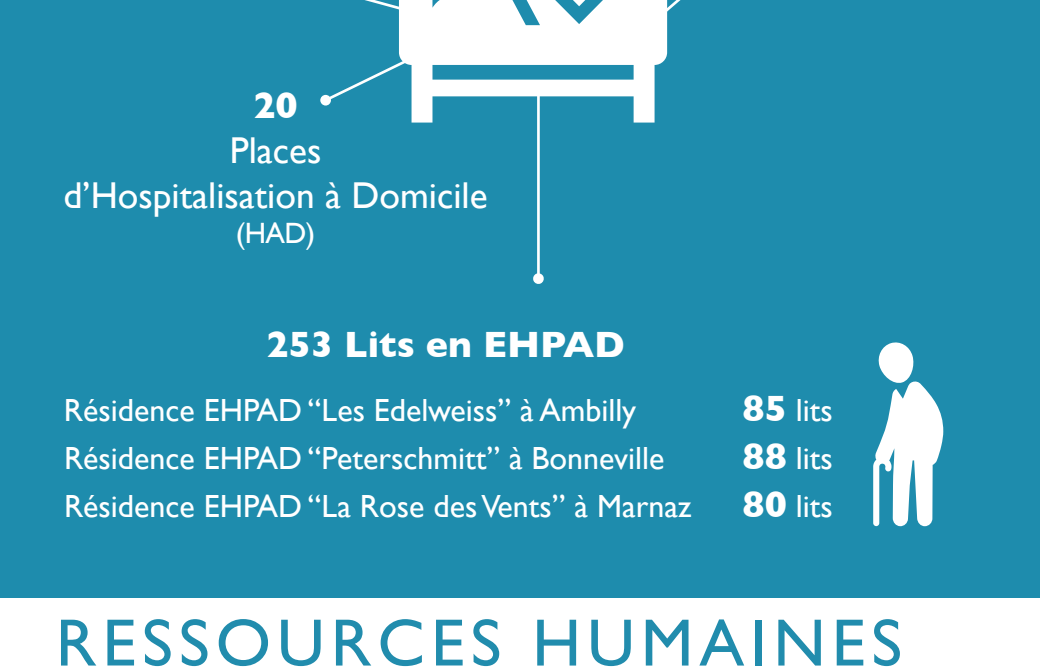 20
Places
d'Hospitalisation à Domicile
(HAD)
253 Lits en EHPAD
Résidence EHPAD “Les Edelweiss” à Ambilly 85 lits
Résidence EHPAD “Peterschmitt” à Bonneville 88 lits
Résidence EHPAD “La Rose des Vents” à Marnaz 80 lits
RESSOURCES HUMAINES